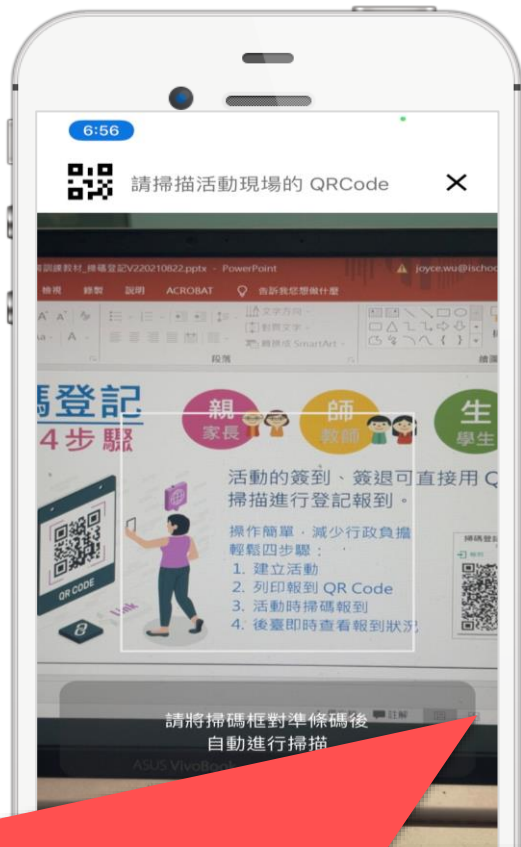 6:56
請掃描活動現場的 QRCode
訓課教材_掃碼登記V220210822.pptx - PowerPoint
joyce.wu@ischoo
檢視 錄製 說明 ACROBAT 告訴我您想做什麼
文字方向
對齊文字
轉換成 SmartArt
段落
碼登記
4步驟
親
家長
師
教師
生
學生
活動的簽到、簽退可直接用 Q
掃描進行登記報到。
操作簡單，減少行政負擔
輕鬆四步驟：
1. 建立活動
2. 列印報到 QR Code
3. 活動時掃碼報到
4. 後臺即時查看報到狀況
QR CODE
Link
註解
請將掃碼框對準條碼後
自動進行掃描
ASUS VivoBook